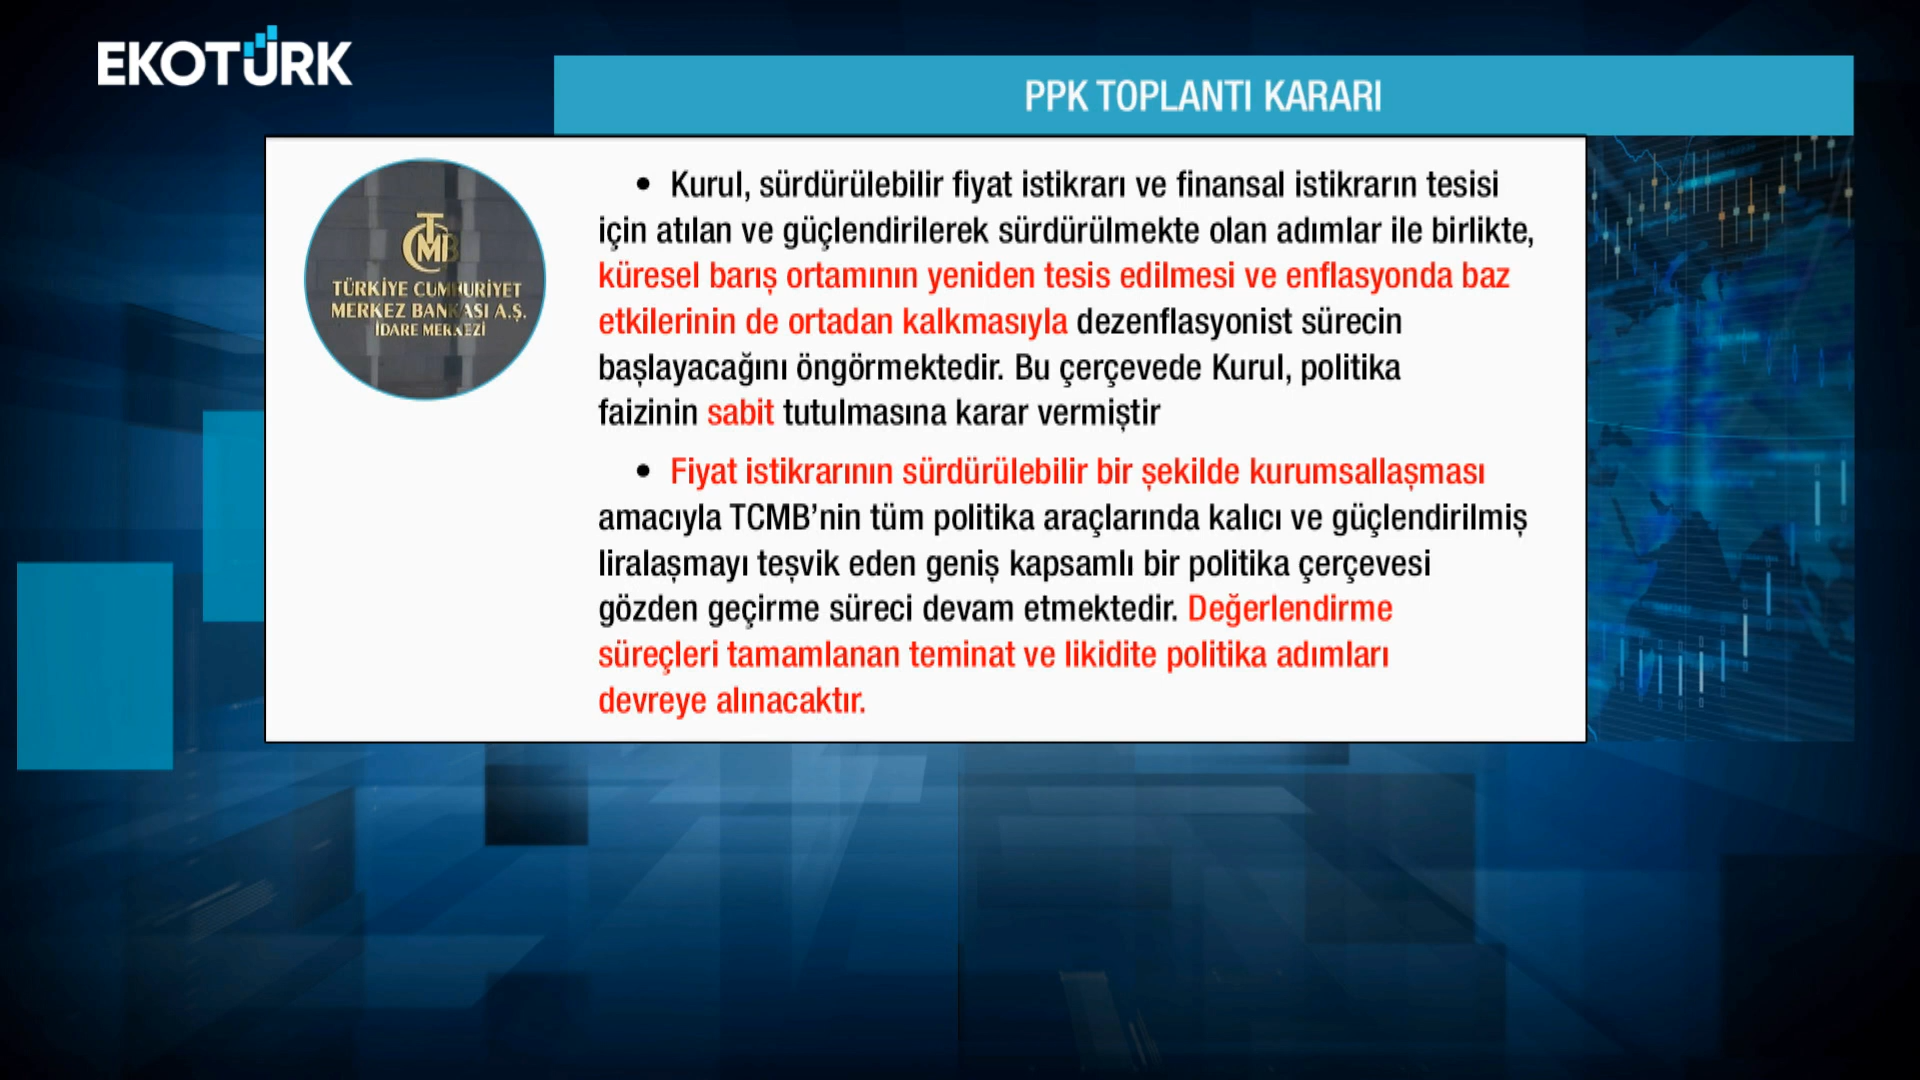 EKOTÜRK
PPK TOPLANTI KARARI
TCMB
TÜRKİYE CUMHURİYET
MERKEZ BANKASI A.Ş.
İDARE MERKEZİ
• Kurul, sürdürülebilir fiyat istikrarı ve finansal istikrarın tesisi
için atılan ve güçlendirilerek sürdürülmekte olan adımlar ile birlikte,
küresel barış ortamının yeniden tesis edilmesi ve enflasyonda baz
etkilerinin de ortadan kalkmasıyla dezenflasyonist sürecin
başlayacağını öngörmektedir. Bu çerçevede Kurul, politika
faizinin sabit tutulmasına karar vermiştir
• Fiyat istikrarının sürdürülebilir bir şekilde kurumsallaşması
amacıyla TCMB’nin tüm politika araçlarında kalıcı ve güçlendirilmiş
liralaşmayı teşvik eden geniş kapsamlı bir politika çerçevesi
gözden geçirme süreci devam etmektedir. Değerlendirme
süreçleri tamamlanan teminat ve likidite politika adımları
devreye alınacaktır.